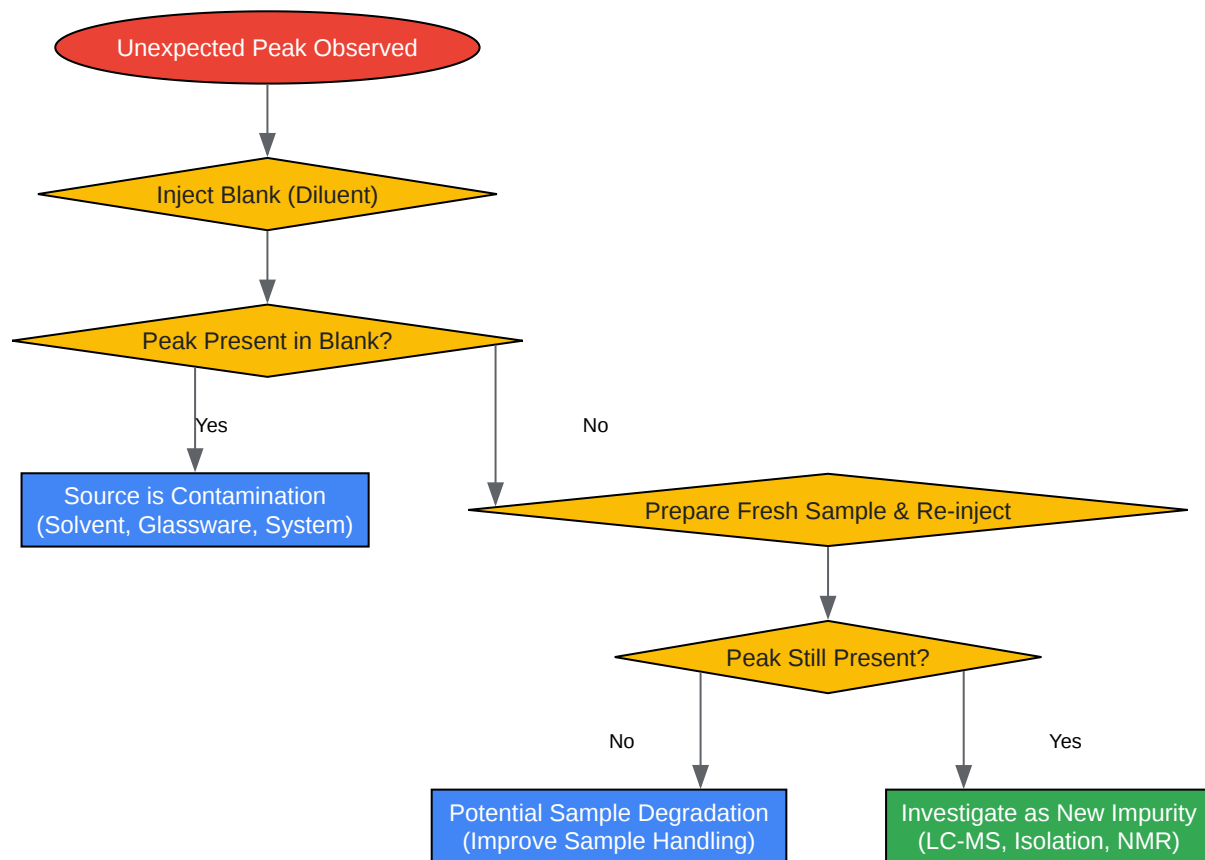 Unexpected Peak Observed
Inject Blank (Diluent)
Peak Present in Blank?
Yes
No
Source is Contamination
(Solvent, Glassware, System)
Prepare Fresh Sample & Re-inject
Peak Still Present?
No
Yes
Potential Sample Degradation
(Improve Sample Handling)
Investigate as New Impurity
(LC-MS, Isolation, NMR)